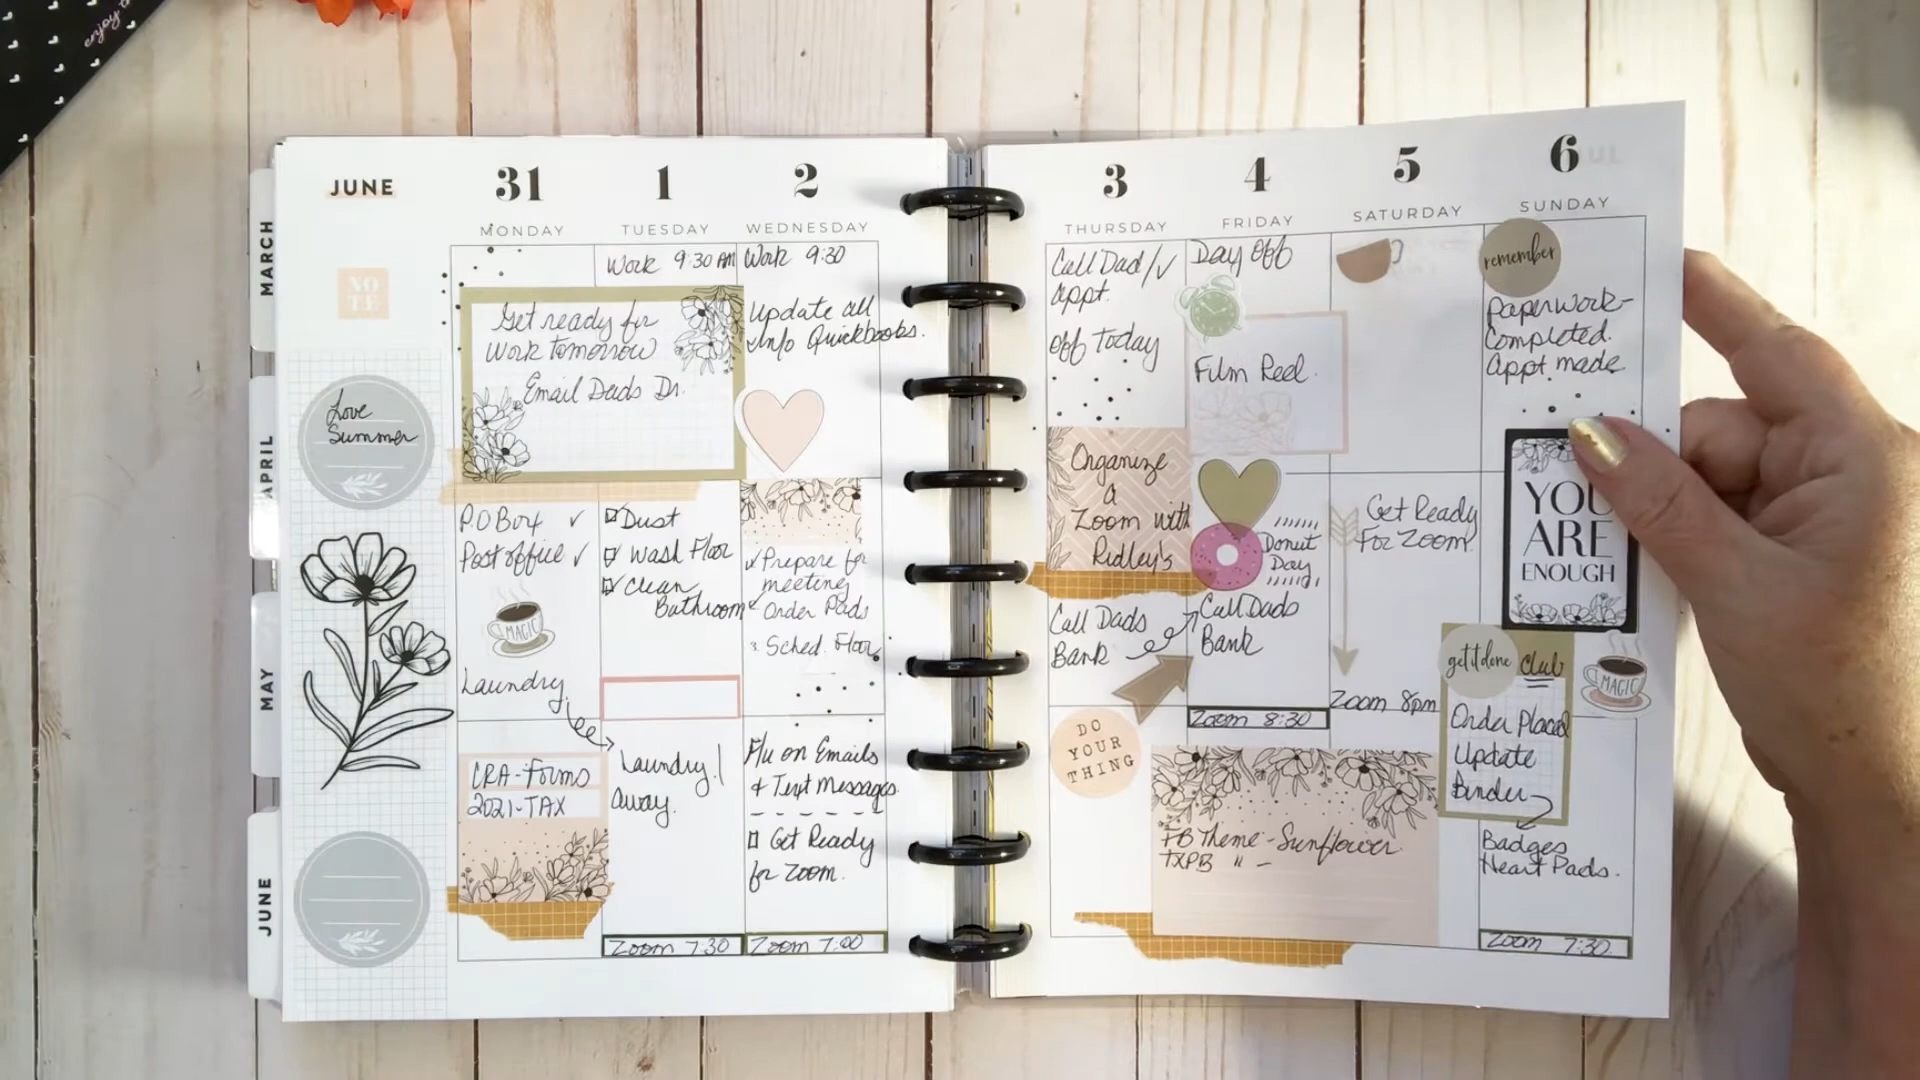 enjoy
JUNE
31
MONDAY
1
TUESDAY
2
WEDNESDAY
3
THURSDAY
4
FRIDAY
5
SATURDAY
6
SUNDAY
MARCH
APRIL
MAY
JUNE
NO
TE
Love
Summer
Get ready for
Work tomorrow
Email Dads Dr.
P.O Box ✓
Post office ✓
MAGIC
Laundry
CRA-Forms
2021-TAX
Work 9:30 AM
Dust
Wash Floor
Clean
Bathroom
Laundry/
away.
Zoom 7:30
Work 9:30
Update all
Info Quickbooks.
✓ Prepare for
meeting
✓ Order Pads
3. Sched. Floor
F/u on Emails
& Text Messages
Get Ready
for Zoom.
Zoom 7:00
Call Dad/✓
Appt.
Off Today
Organize
a
Zoom with
Ridley's
Call Dads
Bank
DO
YOUR
THING
Day Off
Film Reel.
Donut
Day
Call Dads
Bank
Zoom 8:30
FB Theme - Sunflower
TXPB " -
Get Ready
For Zoom
Zoom 8pm
remember
Paperwork-
Completed.
Appt. made
YOU
ARE
ENOUGH
get it done club
MAGIC
Order Placed
Update
Binder
Badges
Heart Pads.
Zoom 7:30